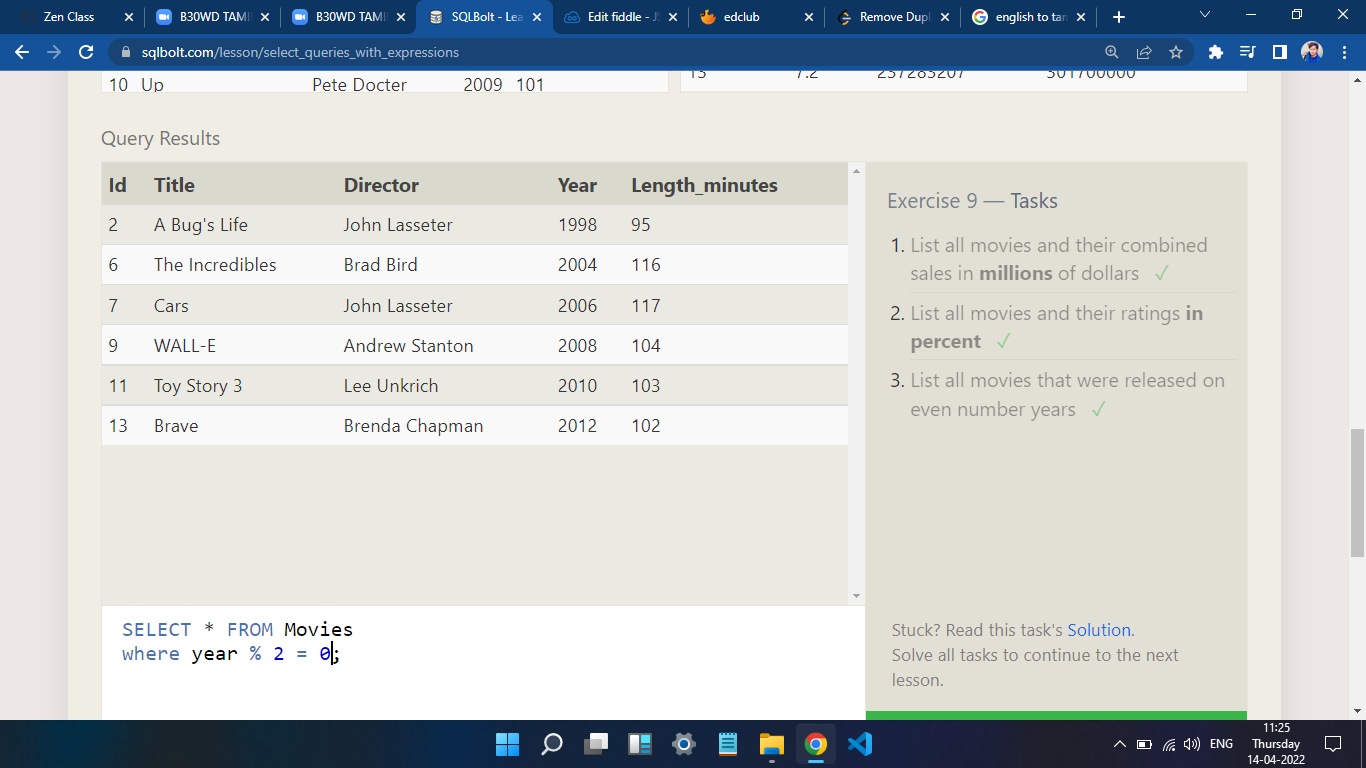 Zen Class
B30WD TAMI
B30WD TAMI
SQLBolt - Lea
Edit fiddle - JS
edclub
Remove Dupl
english to tam
sqlbolt.com/lesson/select_queries_with_expressions
10 Up Pete Docter 2009 101
13 7.2 237283207 301700000
Query Results
Id Title Director Year Length_minutes
2 A Bug's Life John Lasseter 1998 95
6 The Incredibles Brad Bird 2004 116
7 Cars John Lasseter 2006 117
9 WALL-E Andrew Stanton 2008 104
11 Toy Story 3 Lee Unkrich 2010 103
13 Brave Brenda Chapman 2012 102
SELECT * FROM Movies
where year % 2 = 0;
Exercise 9 — Tasks
1. List all movies and their combined
sales in millions of dollars ✓
2. List all movies and their ratings in
percent ✓
3. List all movies that were released on
even number years ✓
Stuck? Read this task's Solution.
Solve all tasks to continue to the next
lesson.
ENG
11:25
Thursday
14-04-2022